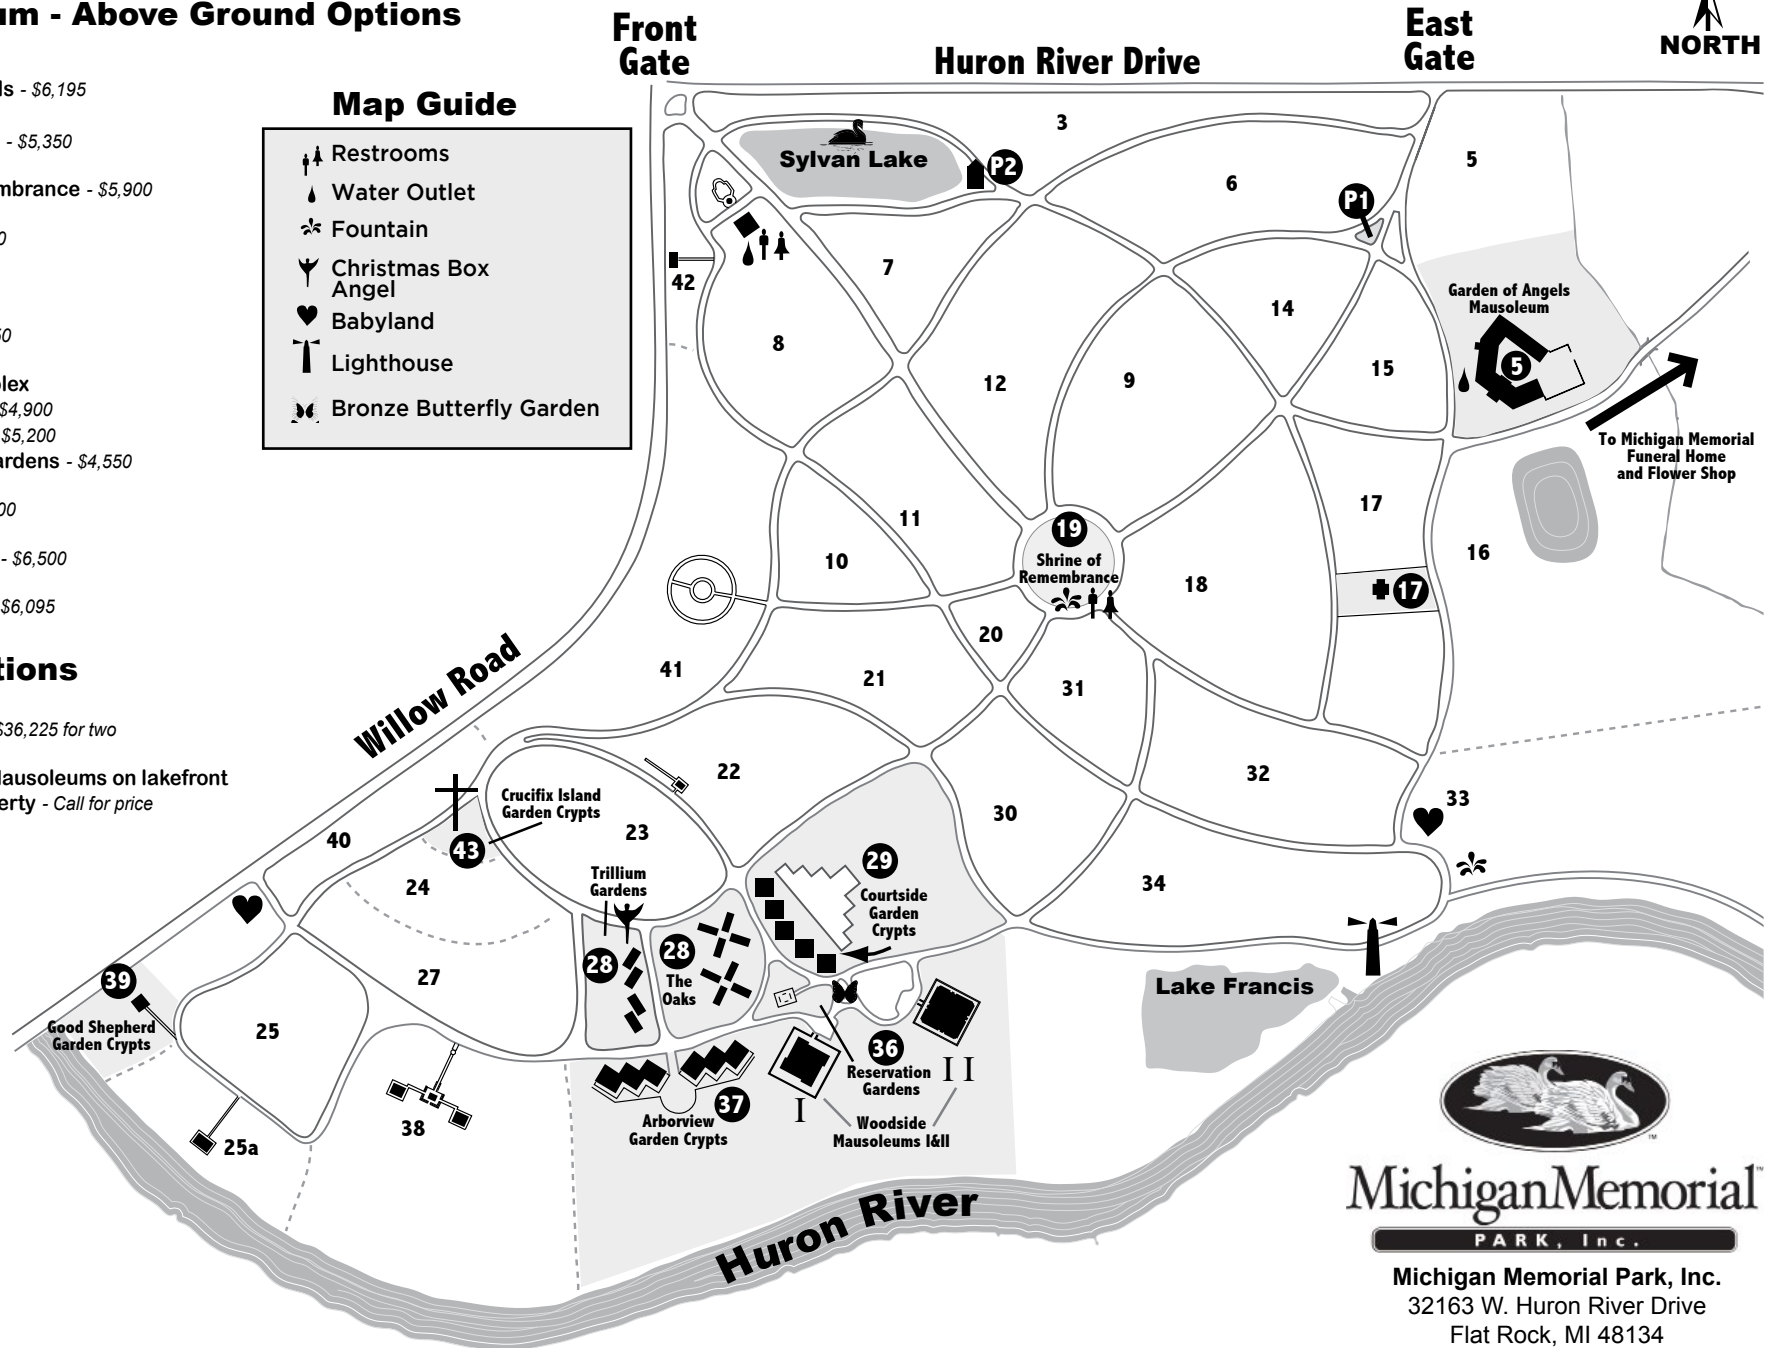 um - Above Ground Options
ls - $6,195
- $5,350
mbrance - $5,900
0
50
plex
$4,900
$5,200
ardens - $4,550
00
- $6,500
$6,095
tions
$36,225 for two
Mausoleums on lakefront
erty - Call for price
Map Guide
Restrooms
Water Outlet
Fountain
Christmas Box
Angel
Babyland
Lighthouse
Bronze Butterfly Garden
Front
Gate
Huron River Drive
East
Gate
NORTH
3
Sylvan Lake
P2
5
6
P1
7
42
14
Garden of Angels
Mausoleum
5
8
12
9
15
To Michigan Memorial
Funeral Home
and Flower Shop
17
11
19
Shrine of
Remembrance
10
18
16
17
20
41
21
31
Willow Road
22
32
33
Crucifix Island
Garden Crypts
23
30
40
43
24
Trillium
Gardens
28
28
The
Oaks
29
Courtside
Garden
Crypts
34
39
Good Shepherd
Garden Crypts
27
25
Lake Francis
36
Reservation
Gardens
I
II
Woodside
Mausoleums I&II
37
Arborview
Garden Crypts
38
25a
Huron River
TM
Michigan Memorial™
PARK, Inc.
Michigan Memorial Park, Inc.
32163 W. Huron River Drive
Flat Rock, MI 48134